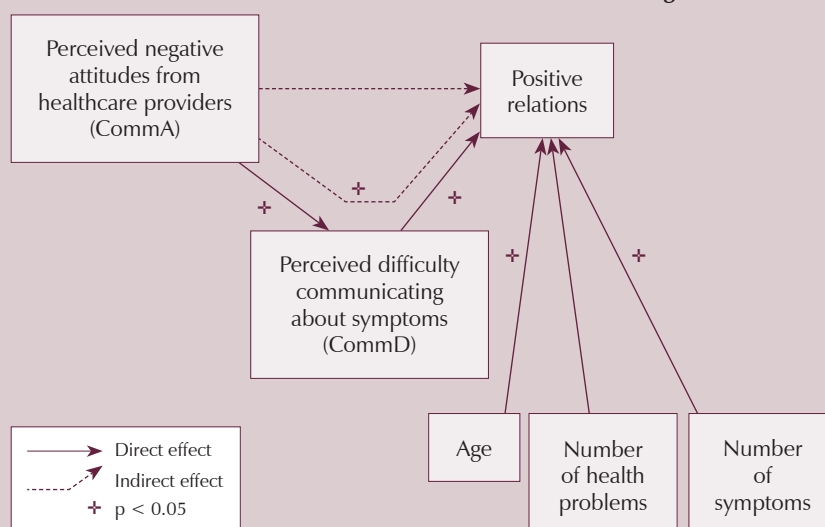 Perceived negative
attitudes from
healthcare providers
(CommA)
Positive
relations
✛
✛
✛
Perceived difficulty
communicating
about symptoms
(CommD)
✛
✛
Age
Number
of health
problems
Number
of
symptoms
Direct effect
Indirect effect
✛ p < 0.05